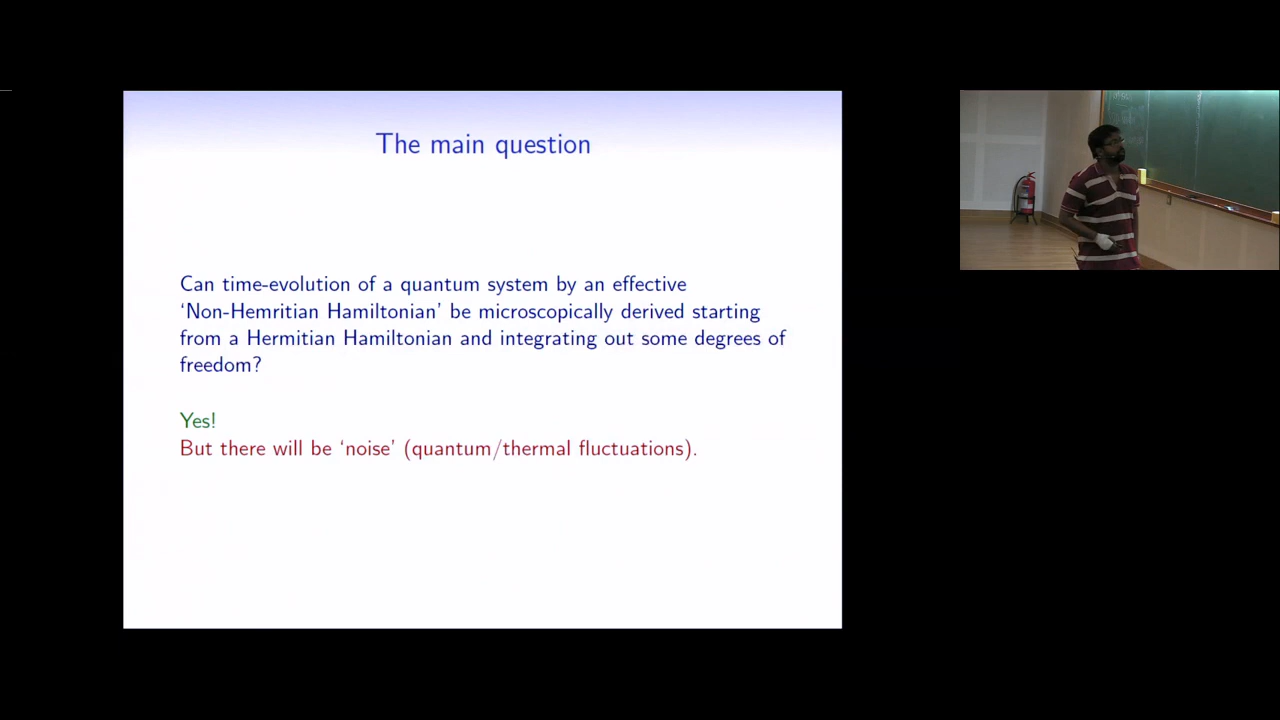 The main question
Can time-evolution of a quantum system by an effective
‘Non-Hemritian Hamiltonian’ be microscopically derived starting
from a Hermitian Hamiltonian and integrating out some degrees of
freedom?
Yes!
But there will be ‘noise’ (quantum/thermal fluctuations).